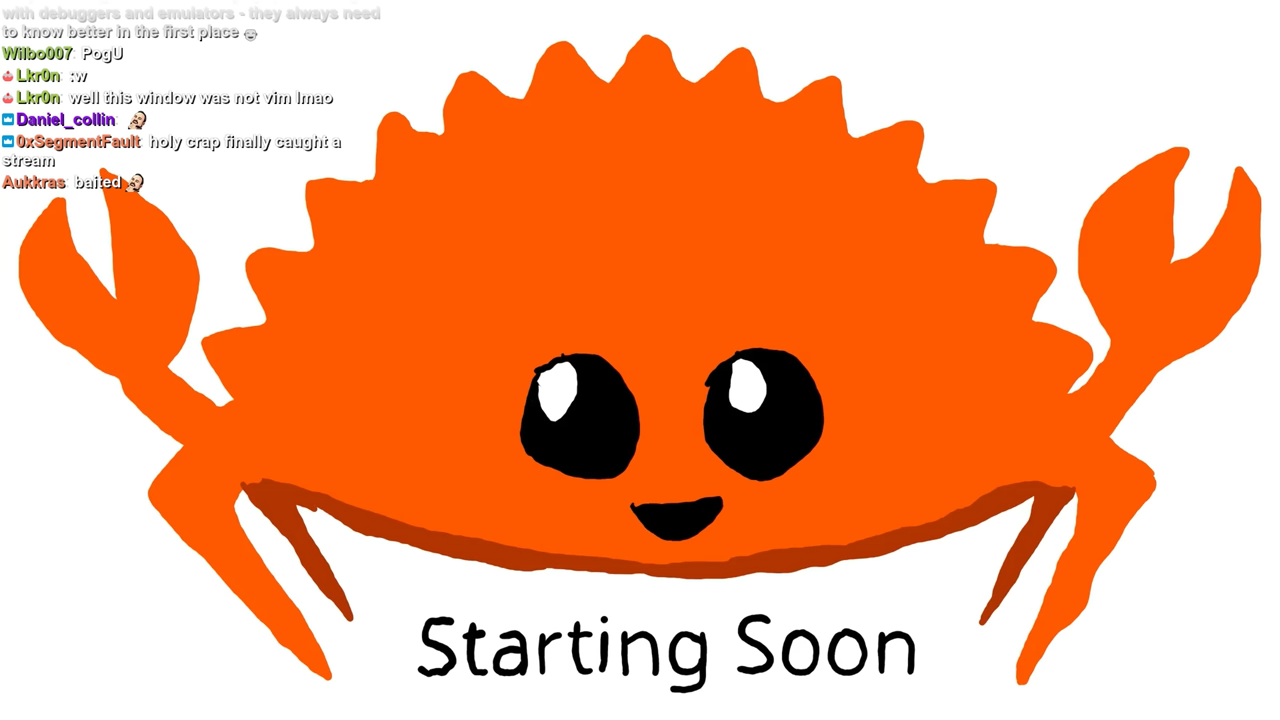 with debuggers and emulators - they always need
to know better in the first place
Wilbo007: PogU
Lkr0n: :w
Lkr0n: well this window was not vim lmao
Daniel_collin:
0xSegmentFault: holy crap finally caught a
stream
Aukkras: baited
Starting Soon